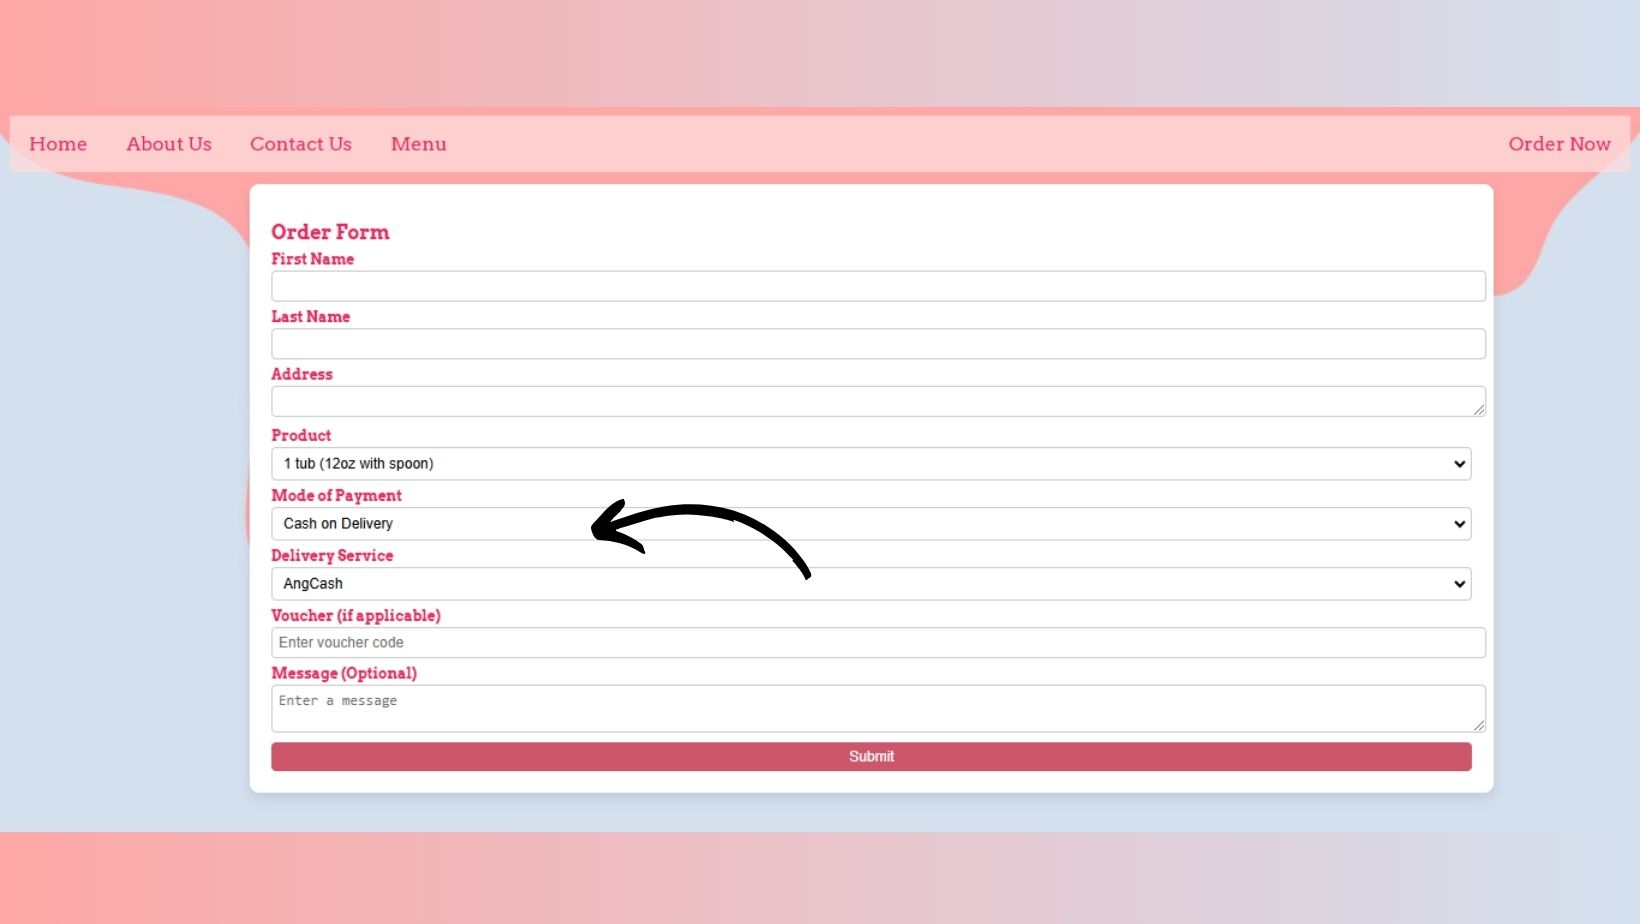 Home About Us Contact Us Menu Order Now
Order Form
First Name
Last Name
Address
Product
1 tub (12oz with spoon)
Mode of Payment
Cash on Delivery
Delivery Service
AngCash
Voucher (if applicable)
Enter voucher code
Message (Optional)
Enter a message
Submit